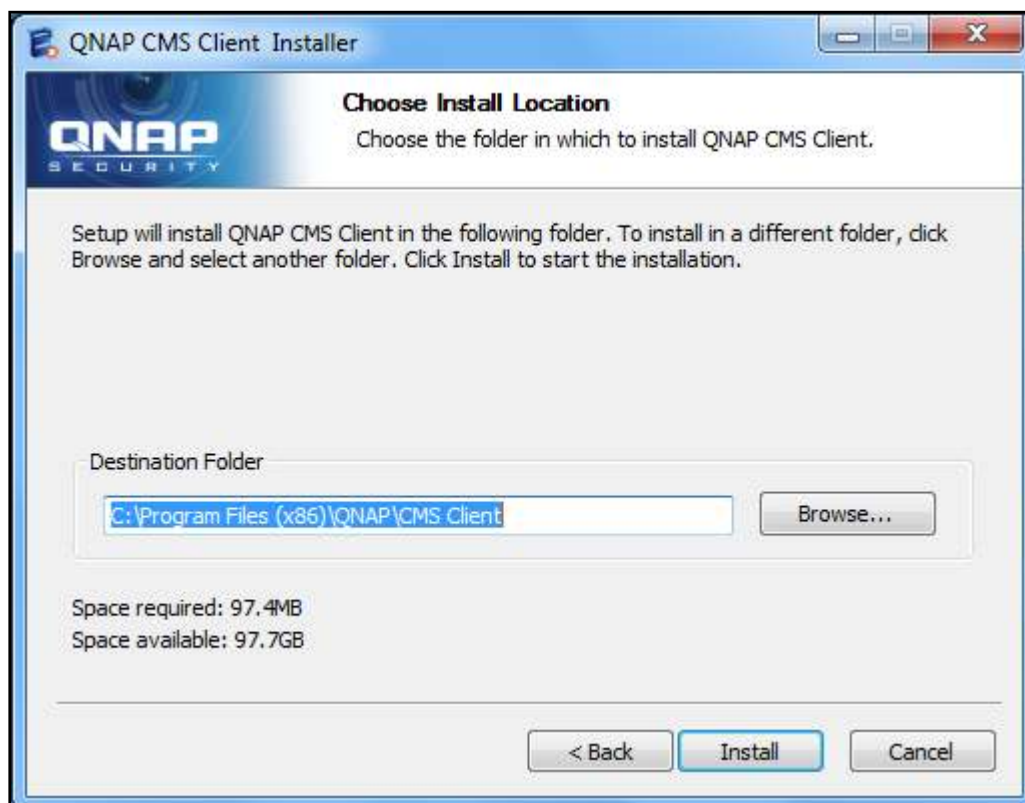 QNAP CMS Client  Installer
Choose Install Location
Choose the folder in which to install QNAP CMS Client.
QNAP
SECURITY
Setup will install QNAP CMS Client in the following folder. To install in a different folder, click
Browse and select another folder. Click Install to start the installation.
Destination Folder
C:\Program Files (x86)\QNAP\CMS Client
Browse...
Space required: 97.4MB
Space available: 97.7GB
< Back
Install
Cancel